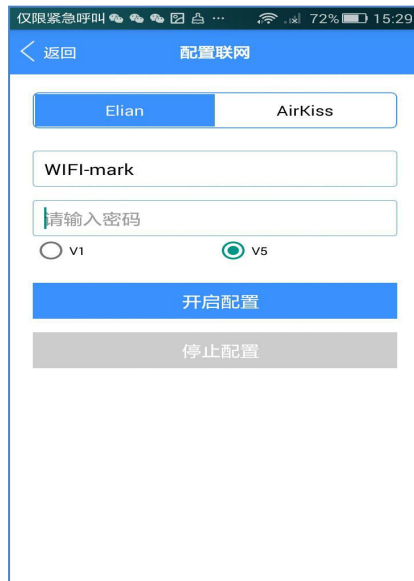 仅限紧急呼叫 72% 15:29
返回 配置联网
Elian AirKiss
WIFI-mark
请输入密码
V1 V5
开启配置
停止配置